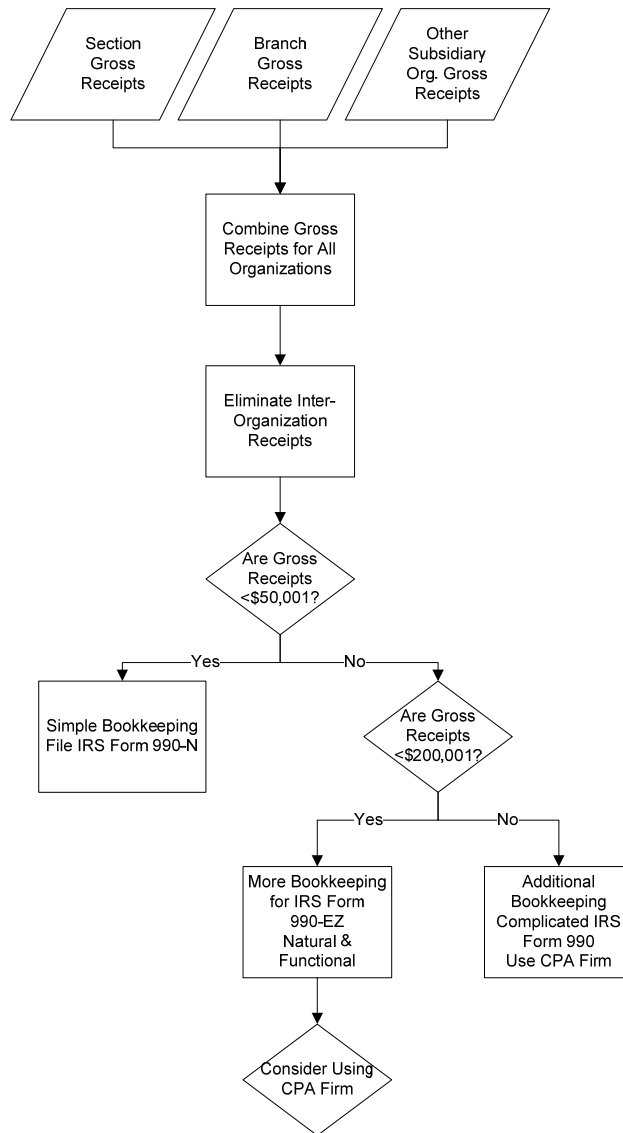 Section
Gross
Receipts
Branch
Gross
Receipts
Other
Subsidiary
Org. Gross
Receipts
Combine Gross
Receipts for All
Organizations
Eliminate Inter-
Organization
Receipts
Are Gross
Receipts
<$50,001?
Yes
No
Simple Bookkeeping
File IRS Form 990-N
Are Gross
Receipts
<$200,001?
Yes
No
More Bookkeeping
for IRS Form
990-EZ
Natural &
Functional
Additional
Bookkeeping
Complicated IRS
Form 990
Use CPA Firm
Consider Using
CPA Firm